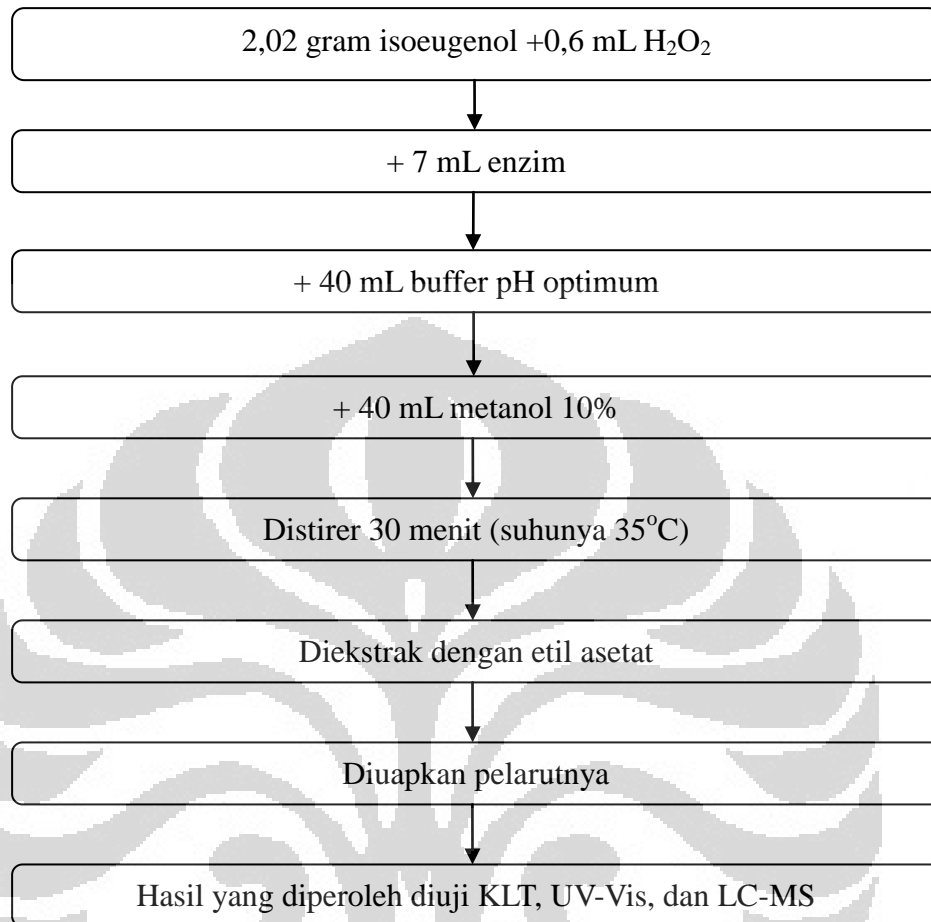 2,02 gram isoeugenol +0,6 mL H₂O₂
+ 7 mL enzim
+ 40 mL buffer pH optimum
+ 40 mL metanol 10%
Distirer 30 menit (suhunya 35°C)
Diekstrak dengan etil asetat
Diuapkan pelarutnya
Hasil yang diperoleh diuji KLT, UV-Vis, dan LC-MS